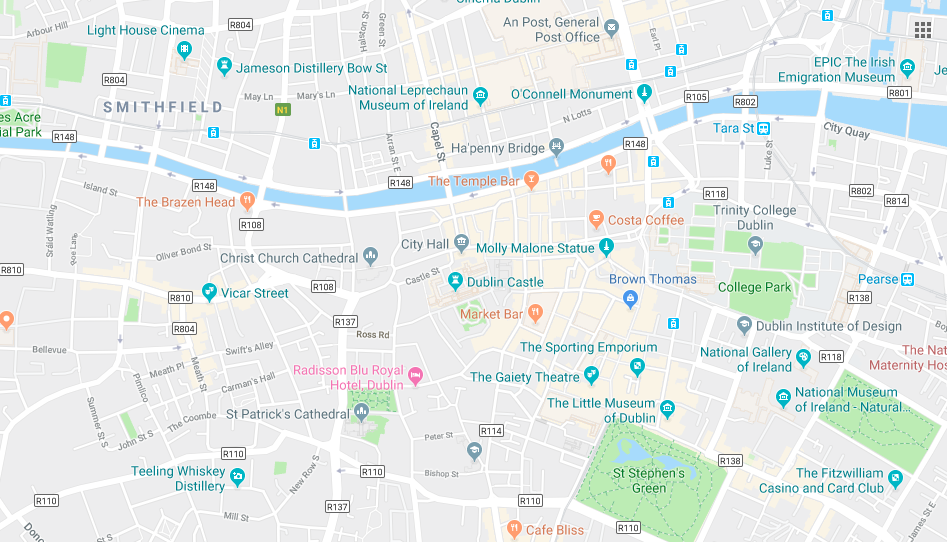 Cinema Dublin
Arbour Hill
R804
Light House Cinema
Halston St
Green St
An Post, General
Post Office
Earl Pl
Jameson Distillery Bow St
R804
EPIC The Irish
Emigration Museum
Je
SMITHFIELD
May Ln
Mary's Ln
N1
National Leprechaun
Museum of Ireland
O'Connell Monument
R105
R802
R801
es Acre
ial Park
R148
Capel St
N Lotts
Arran St E
Ha'penny Bridge
R148
Tara St
City Quay
Luke St
Island St
R148
R148
The Temple Bar
The Brazen Head
R118
R802
R814
R108
Costa Coffee
Trinity College
Dublin
Oliver Bond St
Christ Church Cathedral
City Hall
Molly Malone Statue
R810
Castle St
Dublin Castle
Brown Thomas
College Park
Pearse
R108
R810
Vicar Street
R138
R137
Market Bar
R804
Ross Rd
Dublin Institute of Design
Bellevue
Swift's Alley
The Sporting Emporium
National Gallery
of Ireland
R118
The Nat
Maternity Hos
Meath Pl
Meath St
Pimlico
Carman's Hall
Radisson Blu Royal
Hotel, Dublin
The Gaiety Theatre
The Little Museum
of Dublin
National Museum
of Ireland - Natural...
Summer St S
The Coombe
St Patrick's Cathedral
John St S
Peter St
R114
R110
R138
Teeling Whiskey
Distillery
New Row S
R110
Bishop St
St Stephen's
Green
The Fitzwilliam
Casino and Card Club
R110
R137
R110
Mill St
Cafe Bliss
R110
James St E
Dono